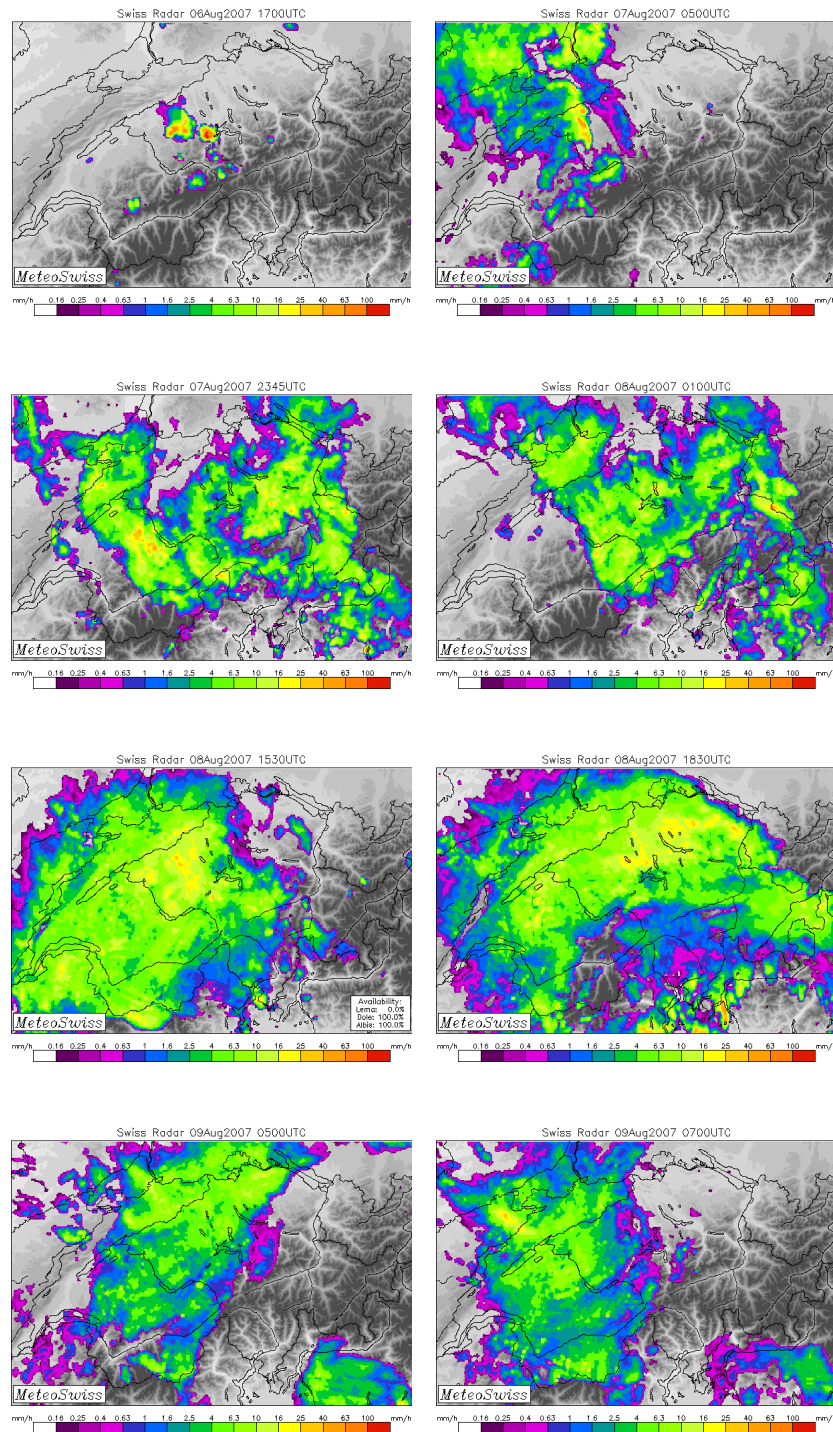 Swiss Radar 06Aug2007 1700UTC
MeteoSwiss
mm/h 0.16 0.25 0.4 0.63 1 1.6 2.5 4 6.3 10 16 25 40 63 100 mm/h
Swiss Radar 07Aug2007 0500UTC
MeteoSwiss
mm/h 0.16 0.25 0.4 0.63 1 1.6 2.5 4 6.3 10 16 25 40 63 100 mm/h
Swiss Radar 07Aug2007 2345UTC
MeteoSwiss
mm/h 0.16 0.25 0.4 0.63 1 1.6 2.5 4 6.3 10 16 25 40 63 100 mm/h
Swiss Radar 08Aug2007 0100UTC
MeteoSwiss
mm/h 0.16 0.25 0.4 0.63 1 1.6 2.5 4 6.3 10 16 25 40 63 100 mm/h
Swiss Radar 08Aug2007 1530UTC
Availability:
Lema: 0.0%
Dole: 100.0%
Albis: 100.0%
MeteoSwiss
mm/h 0.16 0.25 0.4 0.63 1 1.6 2.5 4 6.3 10 16 25 40 63 100 mm/h
Swiss Radar 08Aug2007 1830UTC
MeteoSwiss
mm/h 0.16 0.25 0.4 0.63 1 1.6 2.5 4 6.3 10 16 25 40 63 100 mm/h
Swiss Radar 09Aug2007 0500UTC
MeteoSwiss
mm/h 0.16 0.25 0.4 0.63 1 1.6 2.5 4 6.3 10 16 25 40 63 100 mm/h
Swiss Radar 09Aug2007 0700UTC
MeteoSwiss
mm/h 0.16 0.25 0.4 0.63 1 1.6 2.5 4 6.3 10 16 25 40 63 100 mm/h